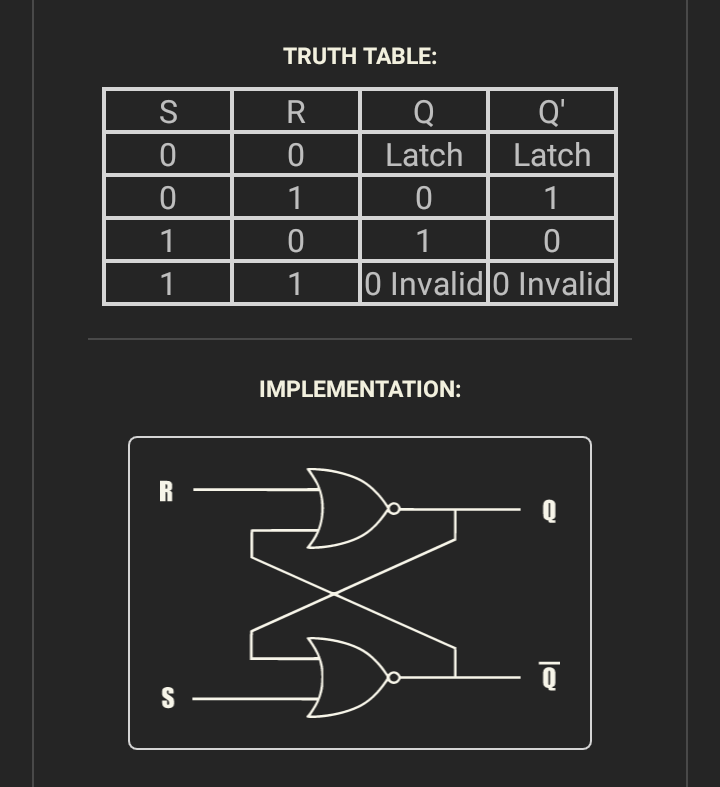 TRUTH TABLE:
S R Q Q'
0 0 Latch Latch
0 1 0 1
1 0 1 0
1 1 0 Invalid 0 Invalid
IMPLEMENTATION:
R Q
S Q̅